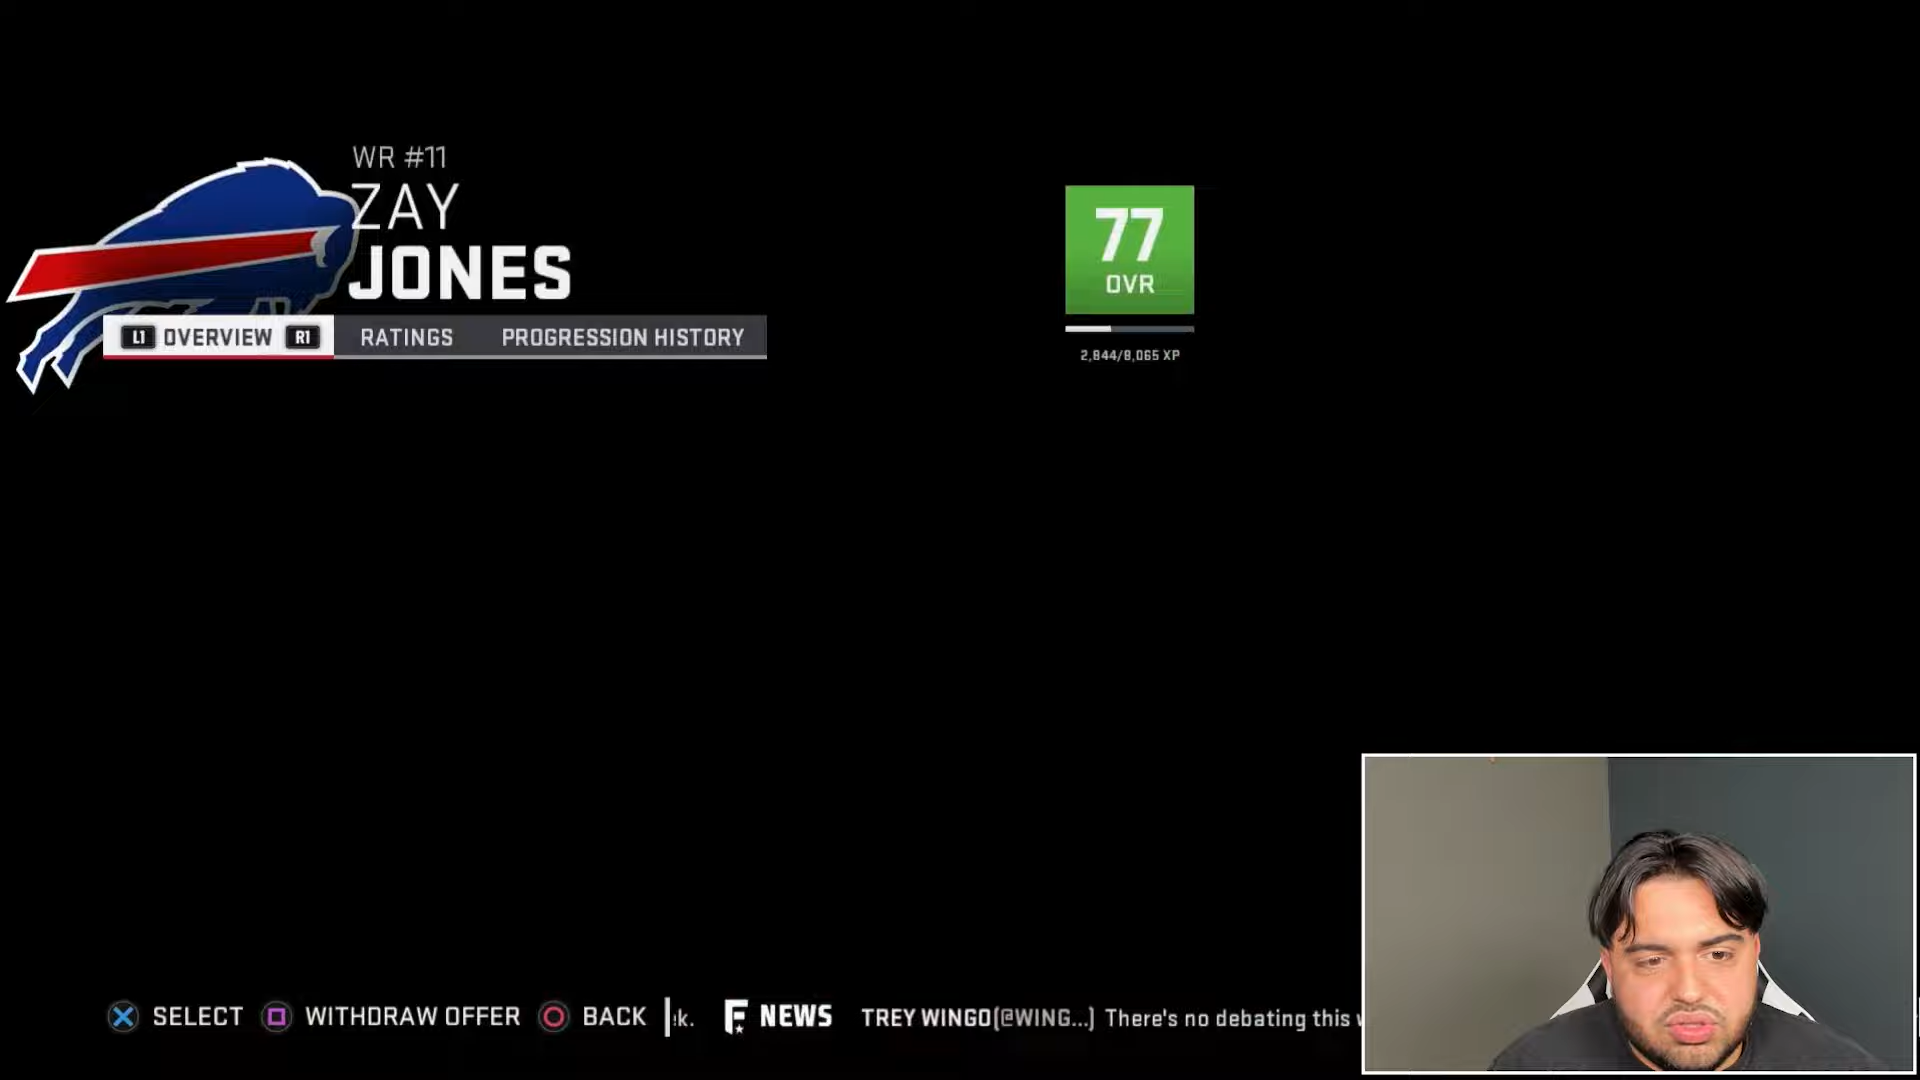 WR #11
ZAY
JONES
77
OVR
2,844/8,065 XP
L1 OVERVIEW R1 RATINGS PROGRESSION HISTORY
SELECT WITHDRAW OFFER BACK k. NEWS TREY WINGO(@WING...) There's no debating this